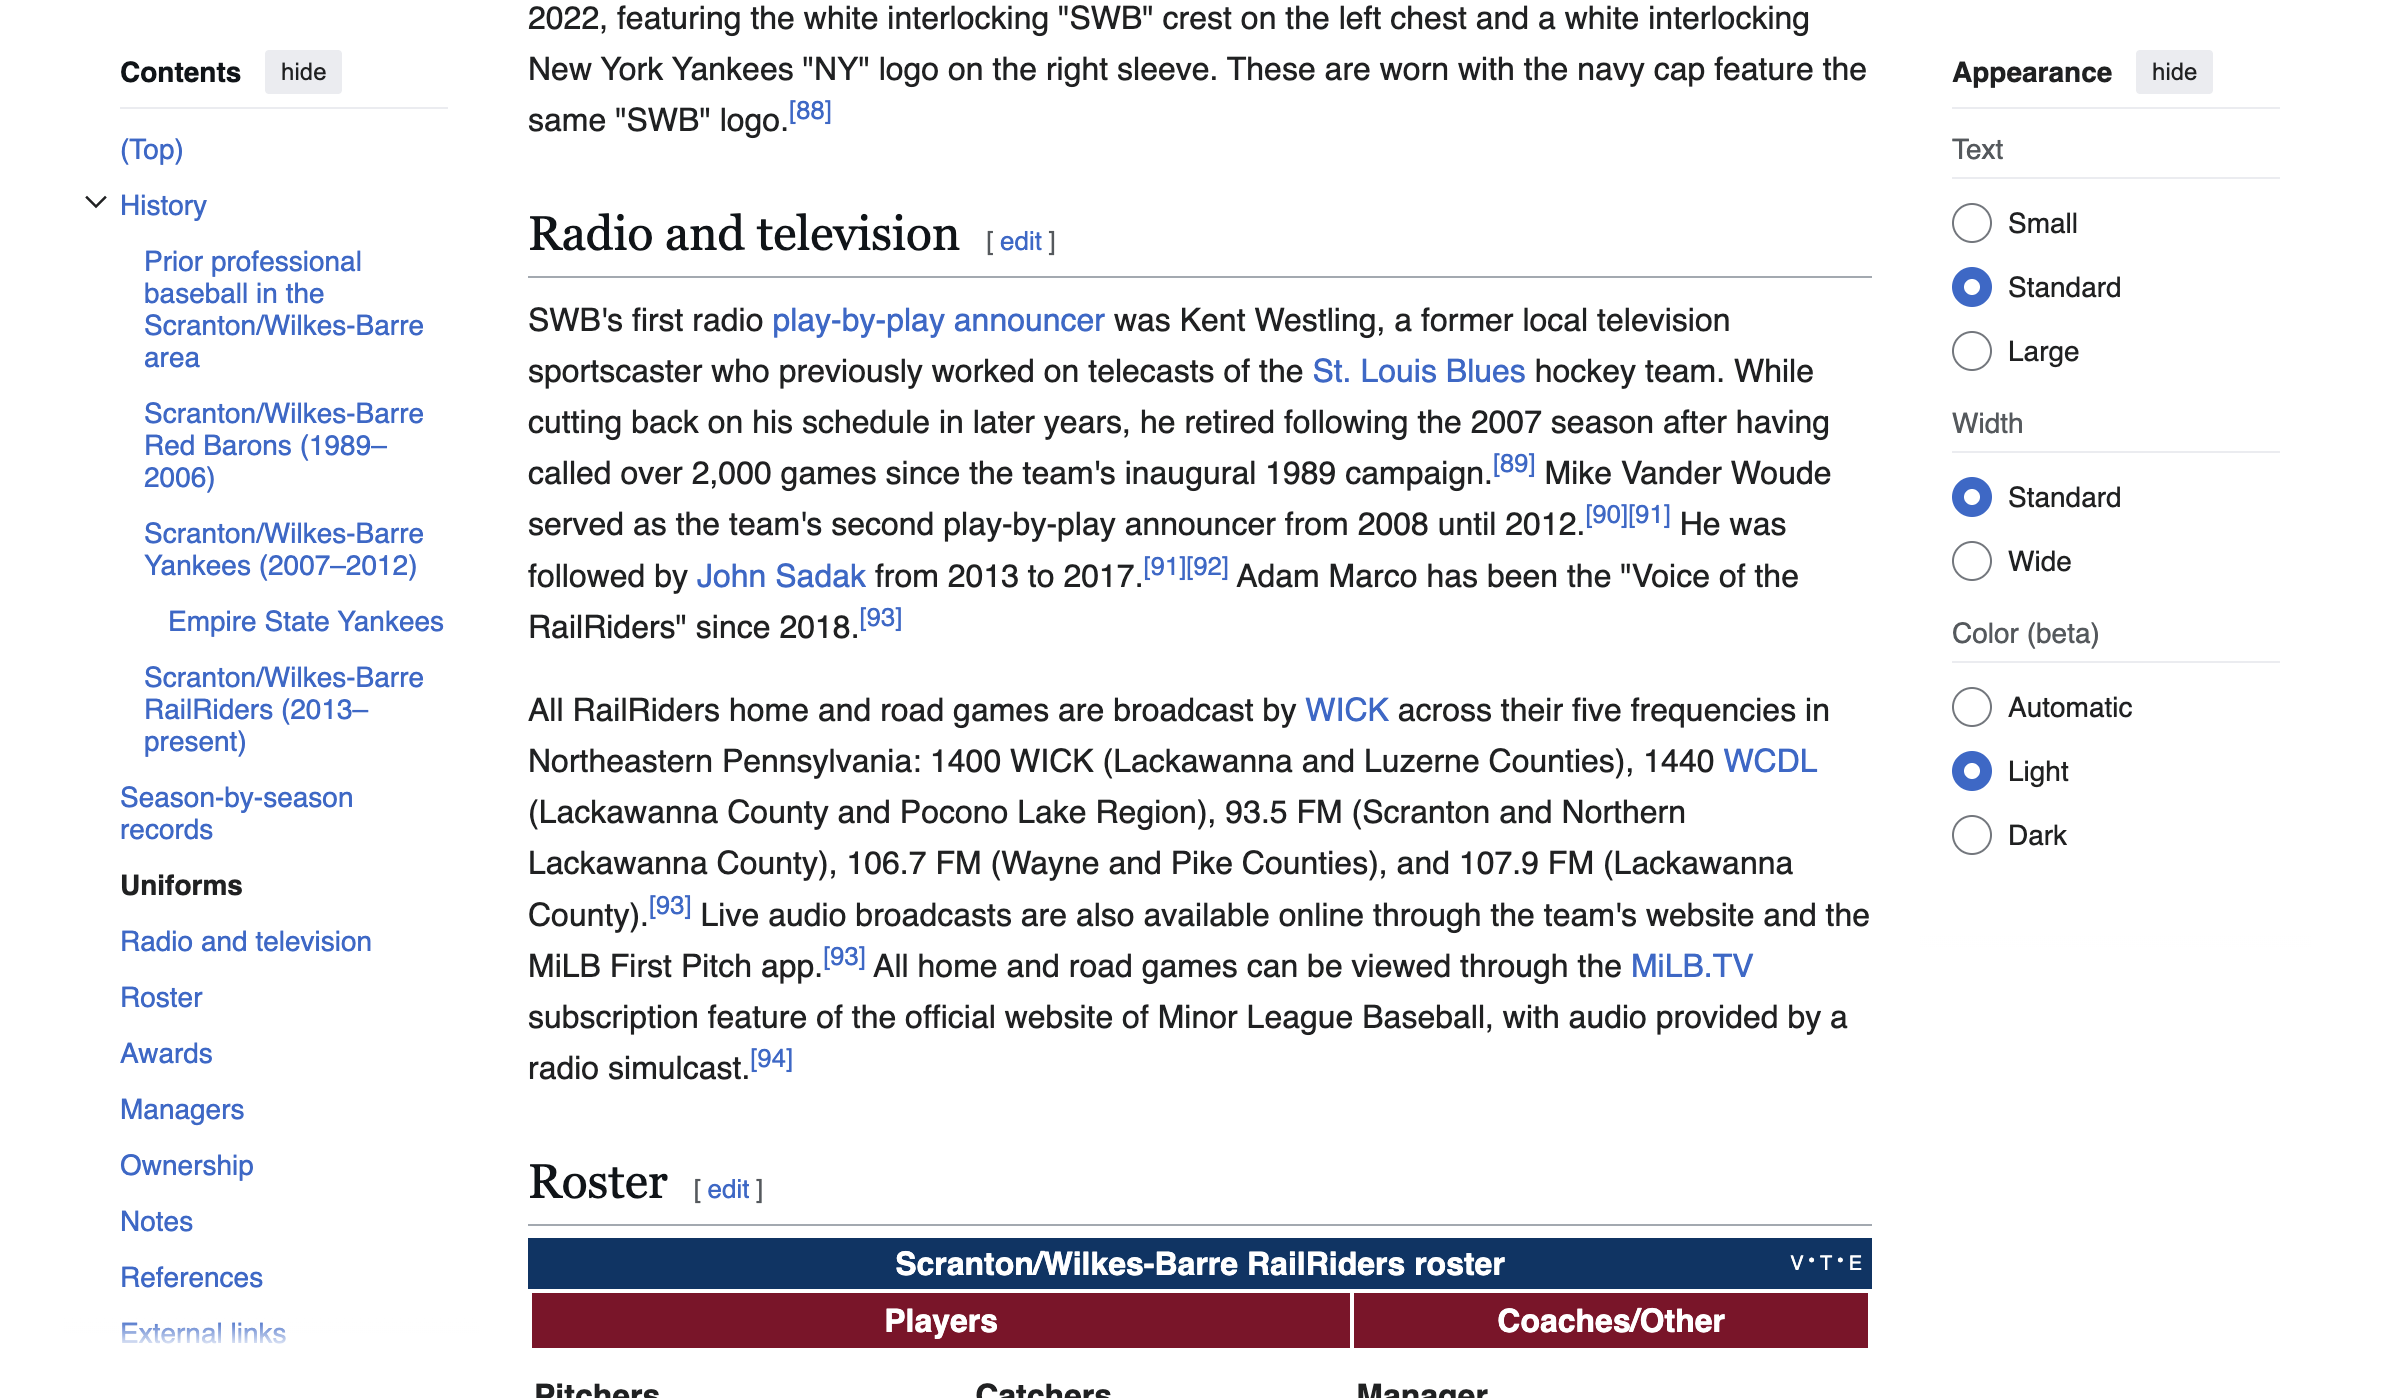 Contents hide
(Top)
History
Prior professional
baseball in the
Scranton/Wilkes-Barre
area
Scranton/Wilkes-Barre
Red Barons (1989–
2006)
Scranton/Wilkes-Barre
Yankees (2007–2012)
Empire State Yankees
Scranton/Wilkes-Barre
RailRiders (2013–
present)
Season-by-season
records
Uniforms
Radio and television
Roster
Awards
Managers
Ownership
Notes
References
External links
2022, featuring the white interlocking "SWB" crest on the left chest and a white interlocking
New York Yankees "NY" logo on the right sleeve. These are worn with the navy cap feature the
same "SWB" logo.[88]
Radio and television [ edit ]
SWB's first radio play-by-play announcer was Kent Westling, a former local television
sportscaster who previously worked on telecasts of the St. Louis Blues hockey team. While
cutting back on his schedule in later years, he retired following the 2007 season after having
called over 2,000 games since the team's inaugural 1989 campaign.[89] Mike Vander Woude
served as the team's second play-by-play announcer from 2008 until 2012.[90][91] He was
followed by John Sadak from 2013 to 2017.[91][92] Adam Marco has been the "Voice of the
RailRiders" since 2018.[93]
All RailRiders home and road games are broadcast by WICK across their five frequencies in
Northeastern Pennsylvania: 1400 WICK (Lackawanna and Luzerne Counties), 1440 WCDL
(Lackawanna County and Pocono Lake Region), 93.5 FM (Scranton and Northern
Lackawanna County), 106.7 FM (Wayne and Pike Counties), and 107.9 FM (Lackawanna
County).[93] Live audio broadcasts are also available online through the team's website and the
MiLB First Pitch app.[93] All home and road games can be viewed through the MiLB.TV
subscription feature of the official website of Minor League Baseball, with audio provided by a
radio simulcast.[94]
Roster [ edit ]
Scranton/Wilkes-Barre RailRiders roster V · T · E
Players Coaches/Other
Pitchers Catchers Manager
Appearance hide
Text
Small
Standard
Large
Width
Standard
Wide
Color (beta)
Automatic
Light
Dark